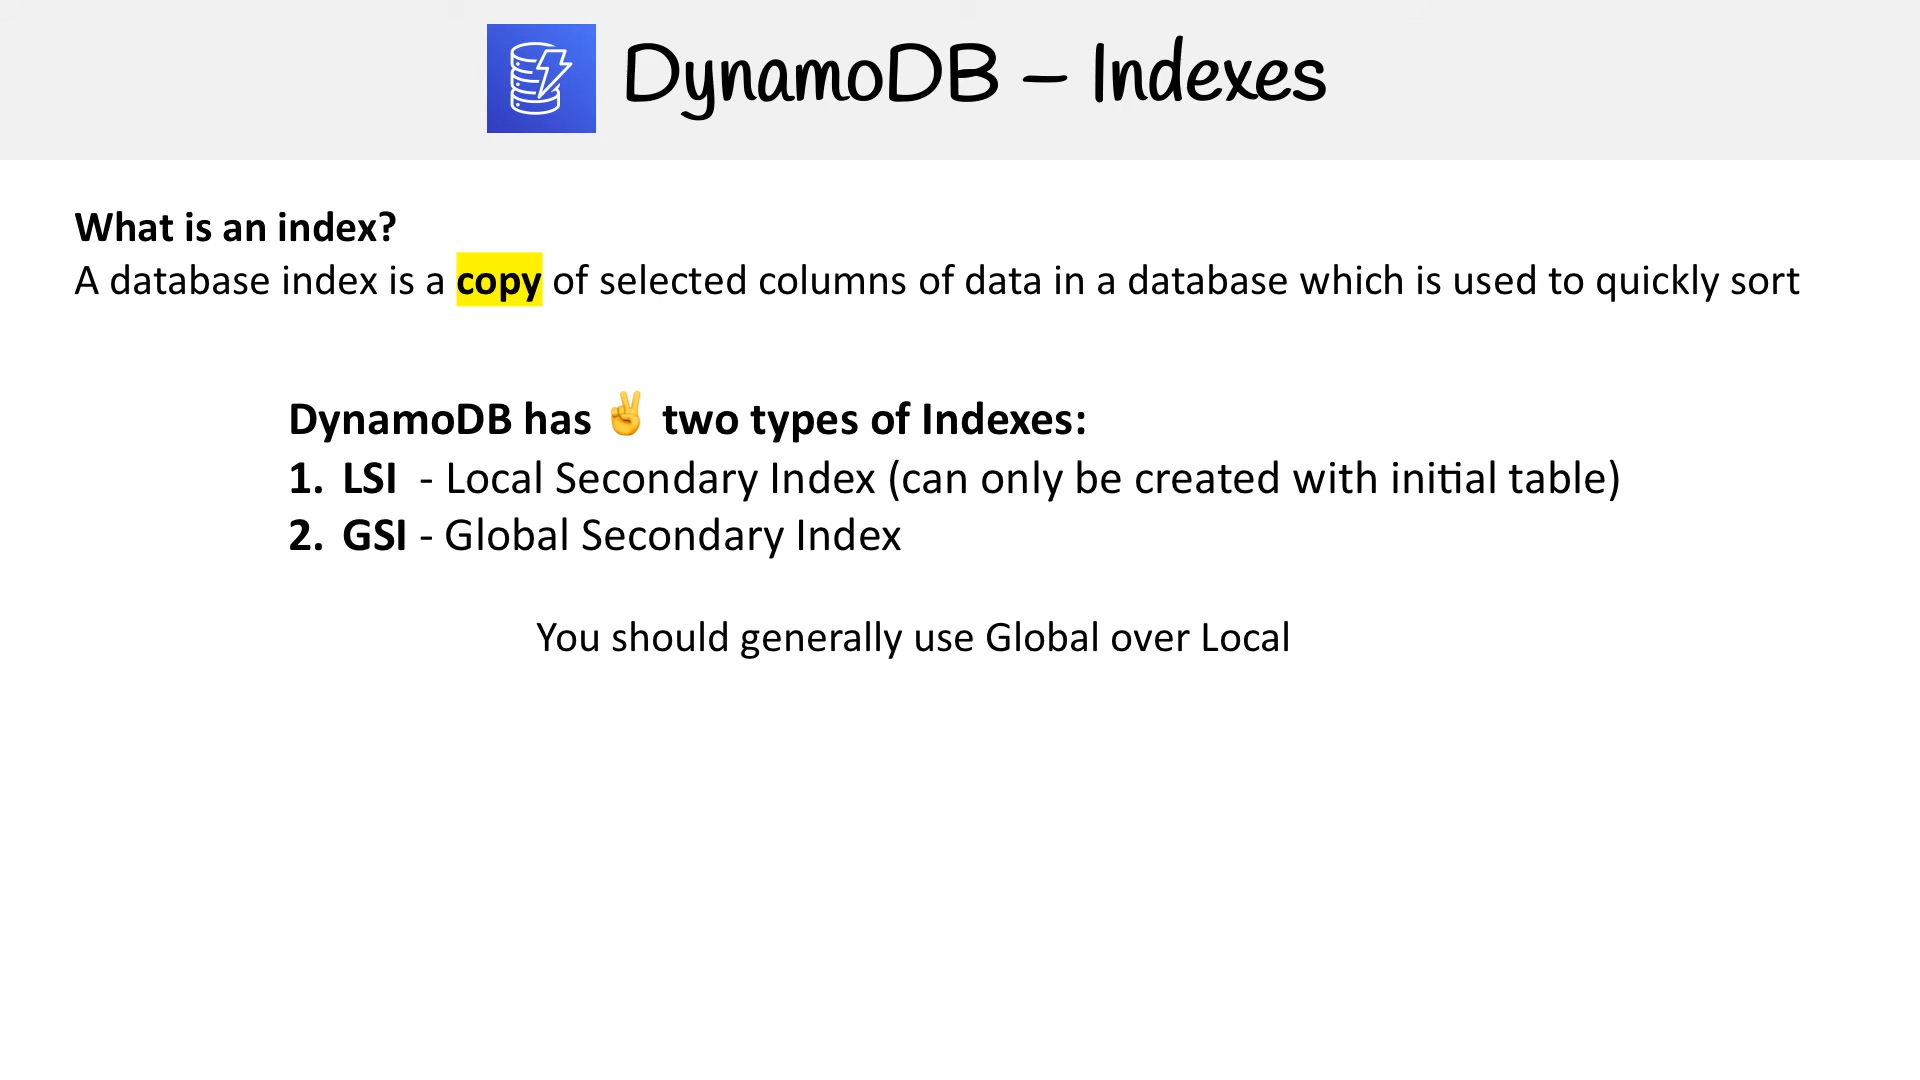 DynamoDB – Indexes
What is an index?
A database index is a copy of selected columns of data in a database which is used to quickly sort
DynamoDB has ✌️ two types of Indexes:
1. LSI - Local Secondary Index (can only be created with initial table)
2. GSI - Global Secondary Index
You should generally use Global over Local